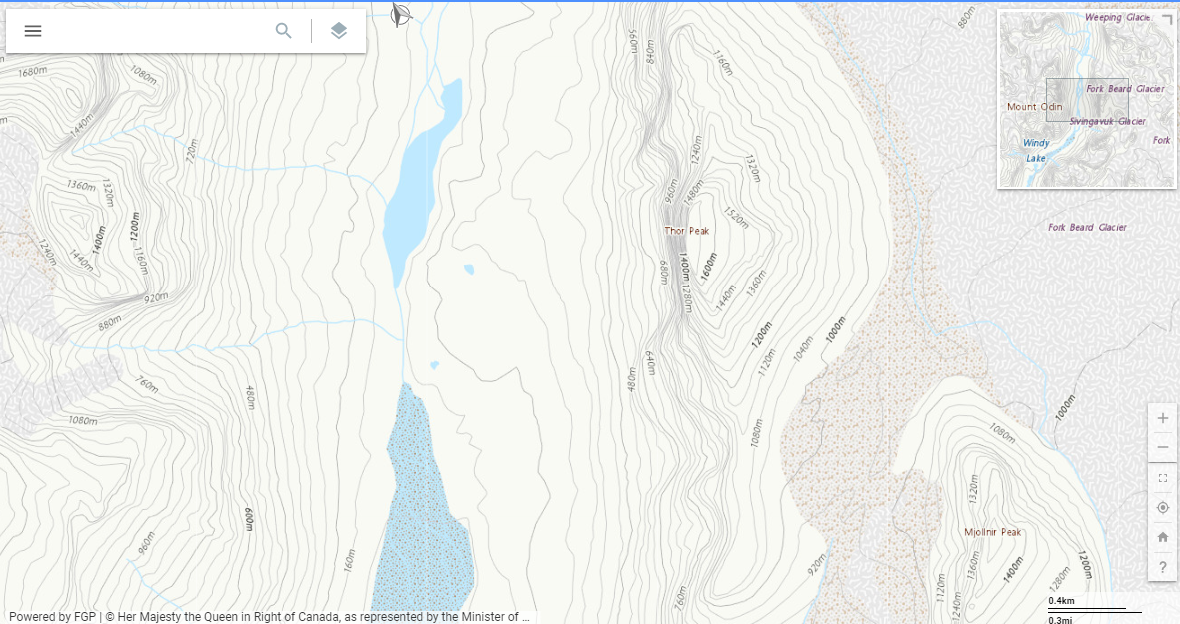 560m
840m
1160m
880m
Weeping Glacie
1680m
1080m
1440m
720m
1240m
1320m
Fork Beard Glacier
Mount Odin
Sivingavuk Glacier
Fork
Windy
Lake
1360m
1320m
1400m
1200m
1240m
1440m
1160m
920m
880m
960m
1480m
1520m
Thor Peak
Fork Beard Glacier
680m
1400m
1280m
1600m
1440m
1360m
1200m
1120m
1040m
1000m
640m
480m
760m
480m
1080m
1000m
1080m
1080m
1320m
600m
960m
160m
Mjollnir Peak
760m
920m
1120m
1240m
1360m
1400m
1280m
1200m
0.4km
0.3mi
Powered by FGP | © Her Majesty the Queen in Right of Canada, as represented by the Minister of ...